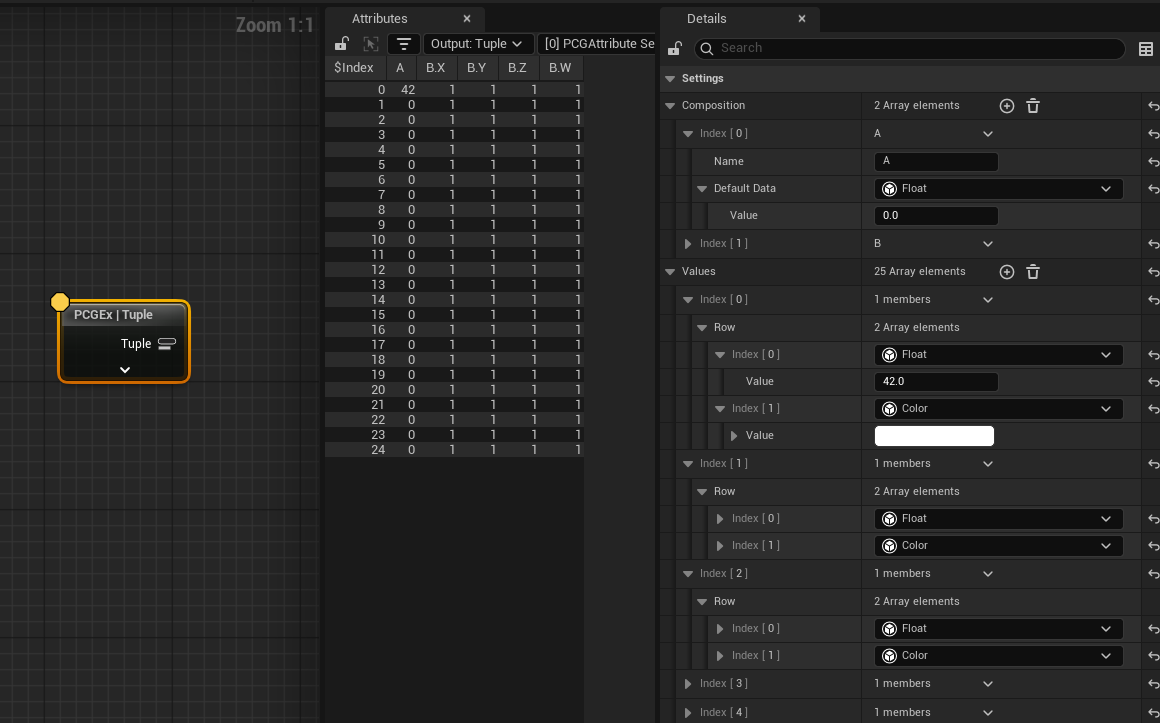 Zoom 1:1
PCGEx | Tuple
Tuple
Attributes
Output: Tuple [0] PCGAttribute Se
$Index A B.X B.Y B.Z B.W
0 42 1 1 1 1
1 0 1 1 1 1
2 0 1 1 1 1
3 0 1 1 1 1
4 0 1 1 1 1
5 0 1 1 1 1
6 0 1 1 1 1
7 0 1 1 1 1
8 0 1 1 1 1
9 0 1 1 1 1
10 0 1 1 1 1
11 0 1 1 1 1
12 0 1 1 1 1
13 0 1 1 1 1
14 0 1 1 1 1
15 0 1 1 1 1
16 0 1 1 1 1
17 0 1 1 1 1
18 0 1 1 1 1
19 0 1 1 1 1
20 0 1 1 1 1
21 0 1 1 1 1
22 0 1 1 1 1
23 0 1 1 1 1
24 0 1 1 1 1
Details
Search
Settings
Composition 2 Array elements
Index [ 0 ] A
Name A
Default Data Float
Value 0.0
Index [ 1 ] B
Values 25 Array elements
Index [ 0 ] 1 members
Row 2 Array elements
Index [ 0 ] Float
Value 42.0
Index [ 1 ] Color
Value
Index [ 1 ] 1 members
Row 2 Array elements
Index [ 0 ] Float
Index [ 1 ] Color
Index [ 2 ] 1 members
Row 2 Array elements
Index [ 0 ] Float
Index [ 1 ] Color
Index [ 3 ] 1 members
Index [ 4 ] 1 members